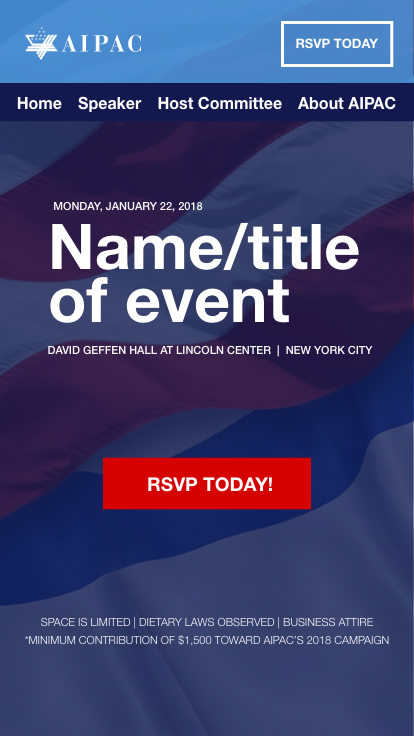 AIPAC
RSVP TODAY
Home Speaker Host Committee About AIPAC
MONDAY, JANUARY 22, 2018
Name/title
of event
DAVID GEFFEN HALL AT LINCOLN CENTER | NEW YORK CITY
RSVP TODAY!
SPACE IS LIMITED | DIETARY LAWS OBSERVED | BUSINESS ATTIRE
*MINIMUM CONTRIBUTION OF $1,500 TOWARD AIPAC'S 2018 CAMPAIGN